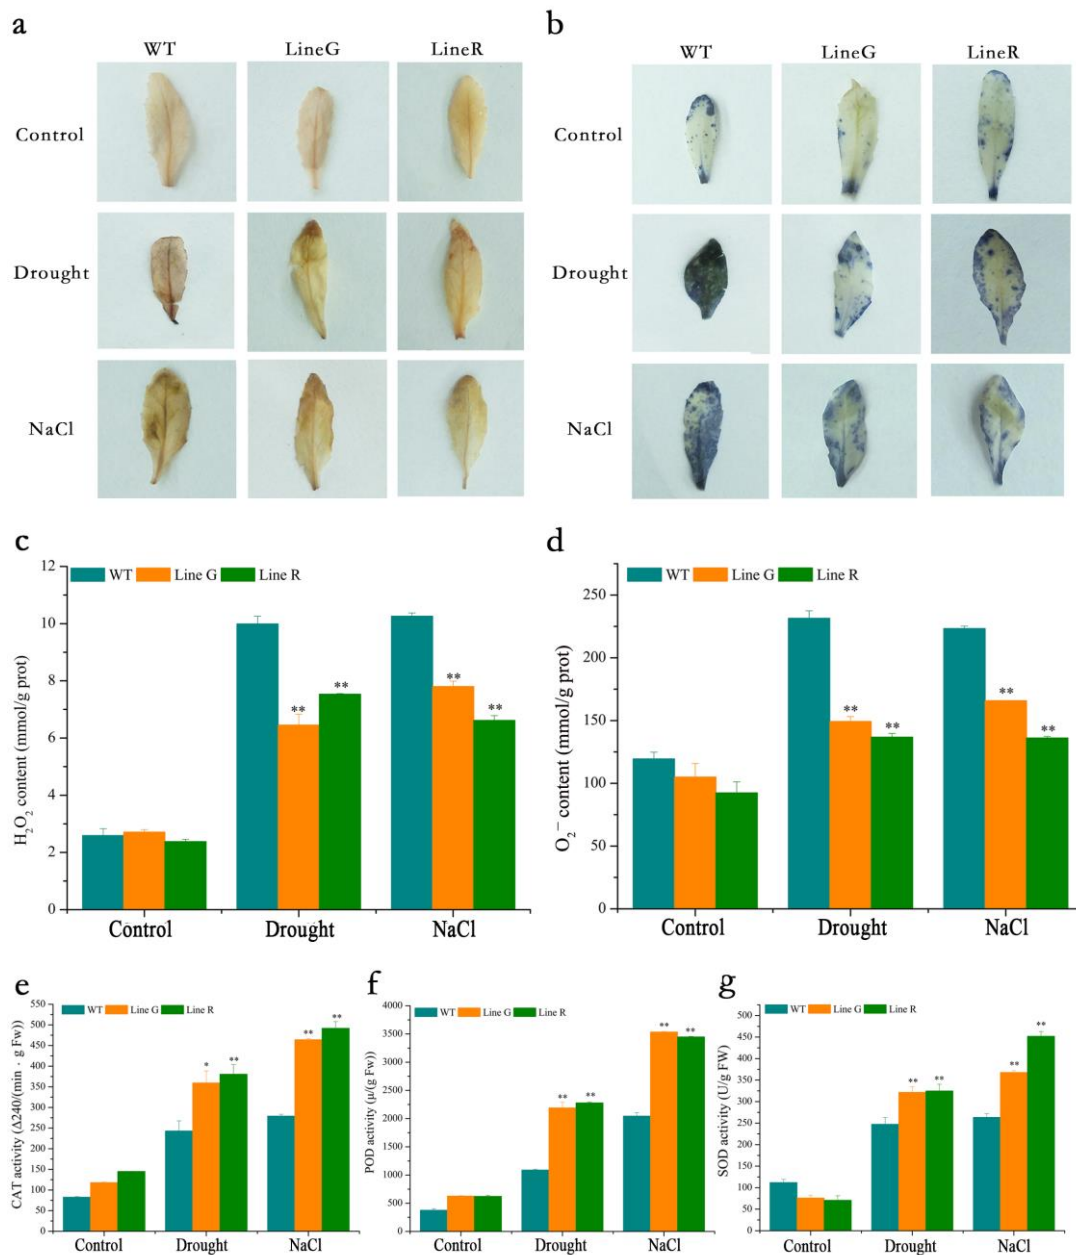 a
WT LineG LineR
Control
Drought
NaCl
b
WT LineG LineR
Control
Drought
NaCl
c
WT Line G Line R
H₂O₂ content (mmol/g prot)
12
10
8
6
4
2
0
** ** ** **
Control Drought NaCl
d
WT Line G Line R
O₂⁻ content (mmol/g prot)
250
200
150
100
50
0
** ** ** **
Control Drought NaCl
e
WT Line G Line R
CAT activity (Δ240/(min · g Fw))
550
500
450
400
350
300
250
200
150
100
50
0
* ** ** **
Control Drought NaCl
f
WT Line G Line R
POD activity (μ/(g Fw))
4000
3500
3000
2500
2000
1500
1000
500
0
** ** ** **
Control Drought NaCl
g
WT Line G Line R
SOD activity (U/g FW)
500
450
400
350
300
250
200
150
100
50
0
** ** ** **
Control Drought NaCl